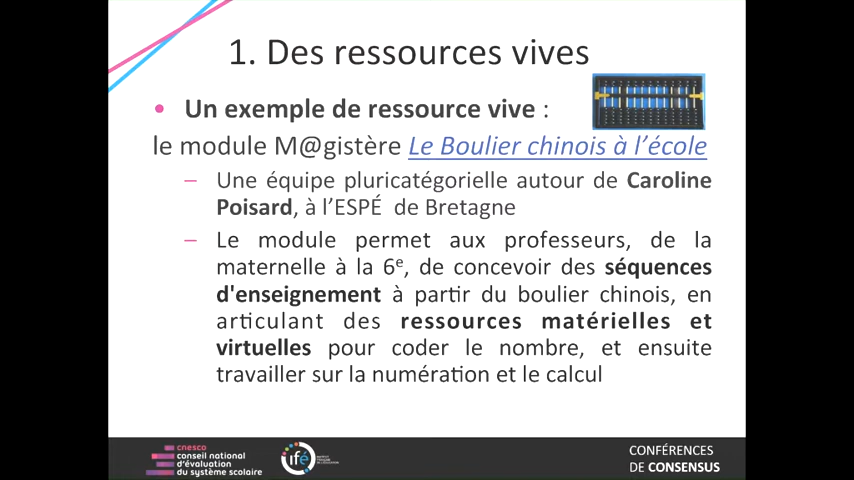 1. Des ressources vives
• Un exemple de ressource vive :
le module M@gistère Le Boulier chinois à l'école
– Une équipe pluricatégorielle autour de Caroline
Poisard, à l'ESPÉ de Bretagne
– Le module permet aux professeurs, de la
maternelle à la 6e, de concevoir des séquences
d'enseignement à partir du boulier chinois, en
articulant des ressources matérielles et
virtuelles pour coder le nombre, et ensuite
travailler sur la numération et le calcul
cnesco
conseil national
d'évaluation
du système scolaire
ifé
CONFÉRENCES
DE CONSENSUS